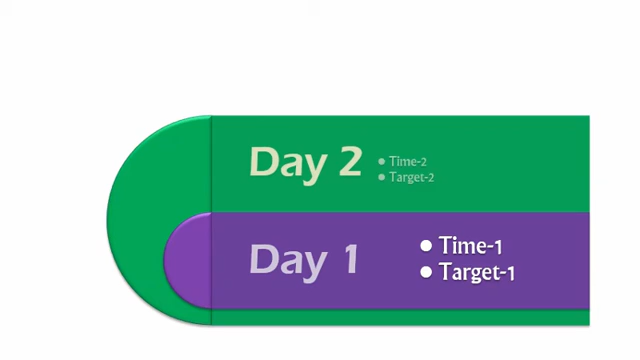 Day 2
• Time-2
• Target-2
Day 1
• Time-1
• Target-1